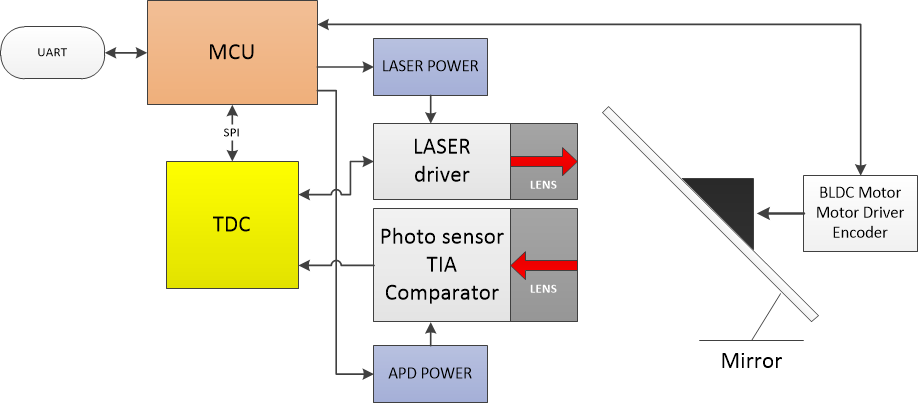 MCU
UART
LASER POWER
SPI
LASER
driver
LENS
TDC
BLDC Motor
Motor Driver
Encoder
Photo sensor
TIA
Comparator
LENS
APD POWER
Mirror